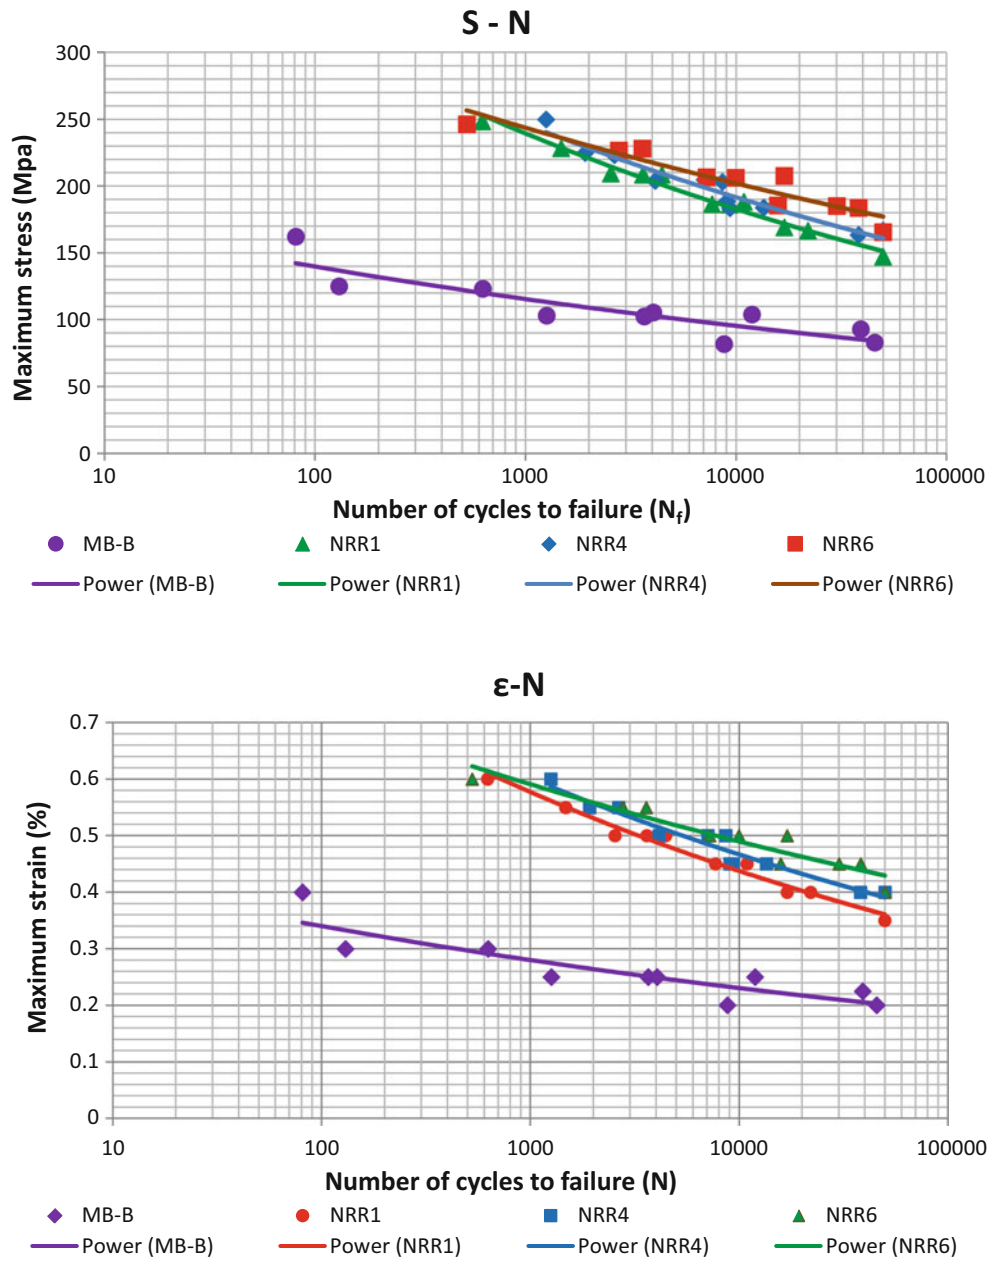 S - N
300
250
200
150
100
50
0
Maximum stress (Mpa)
10 100 1000 10000 100000
Number of cycles to failure (Nf)
MB-B NRR1 NRR4 NRR6
Power (MB-B) Power (NRR1) Power (NRR4) Power (NRR6)
ε-N
0.7
0.6
0.5
0.4
0.3
0.2
0.1
0
Maximum strain (%)
10 100 1000 10000 100000
Number of cycles to failure (N)
MB-B NRR1 NRR4 NRR6
Power (MB-B) Power (NRR1) Power (NRR4) Power (NRR6)